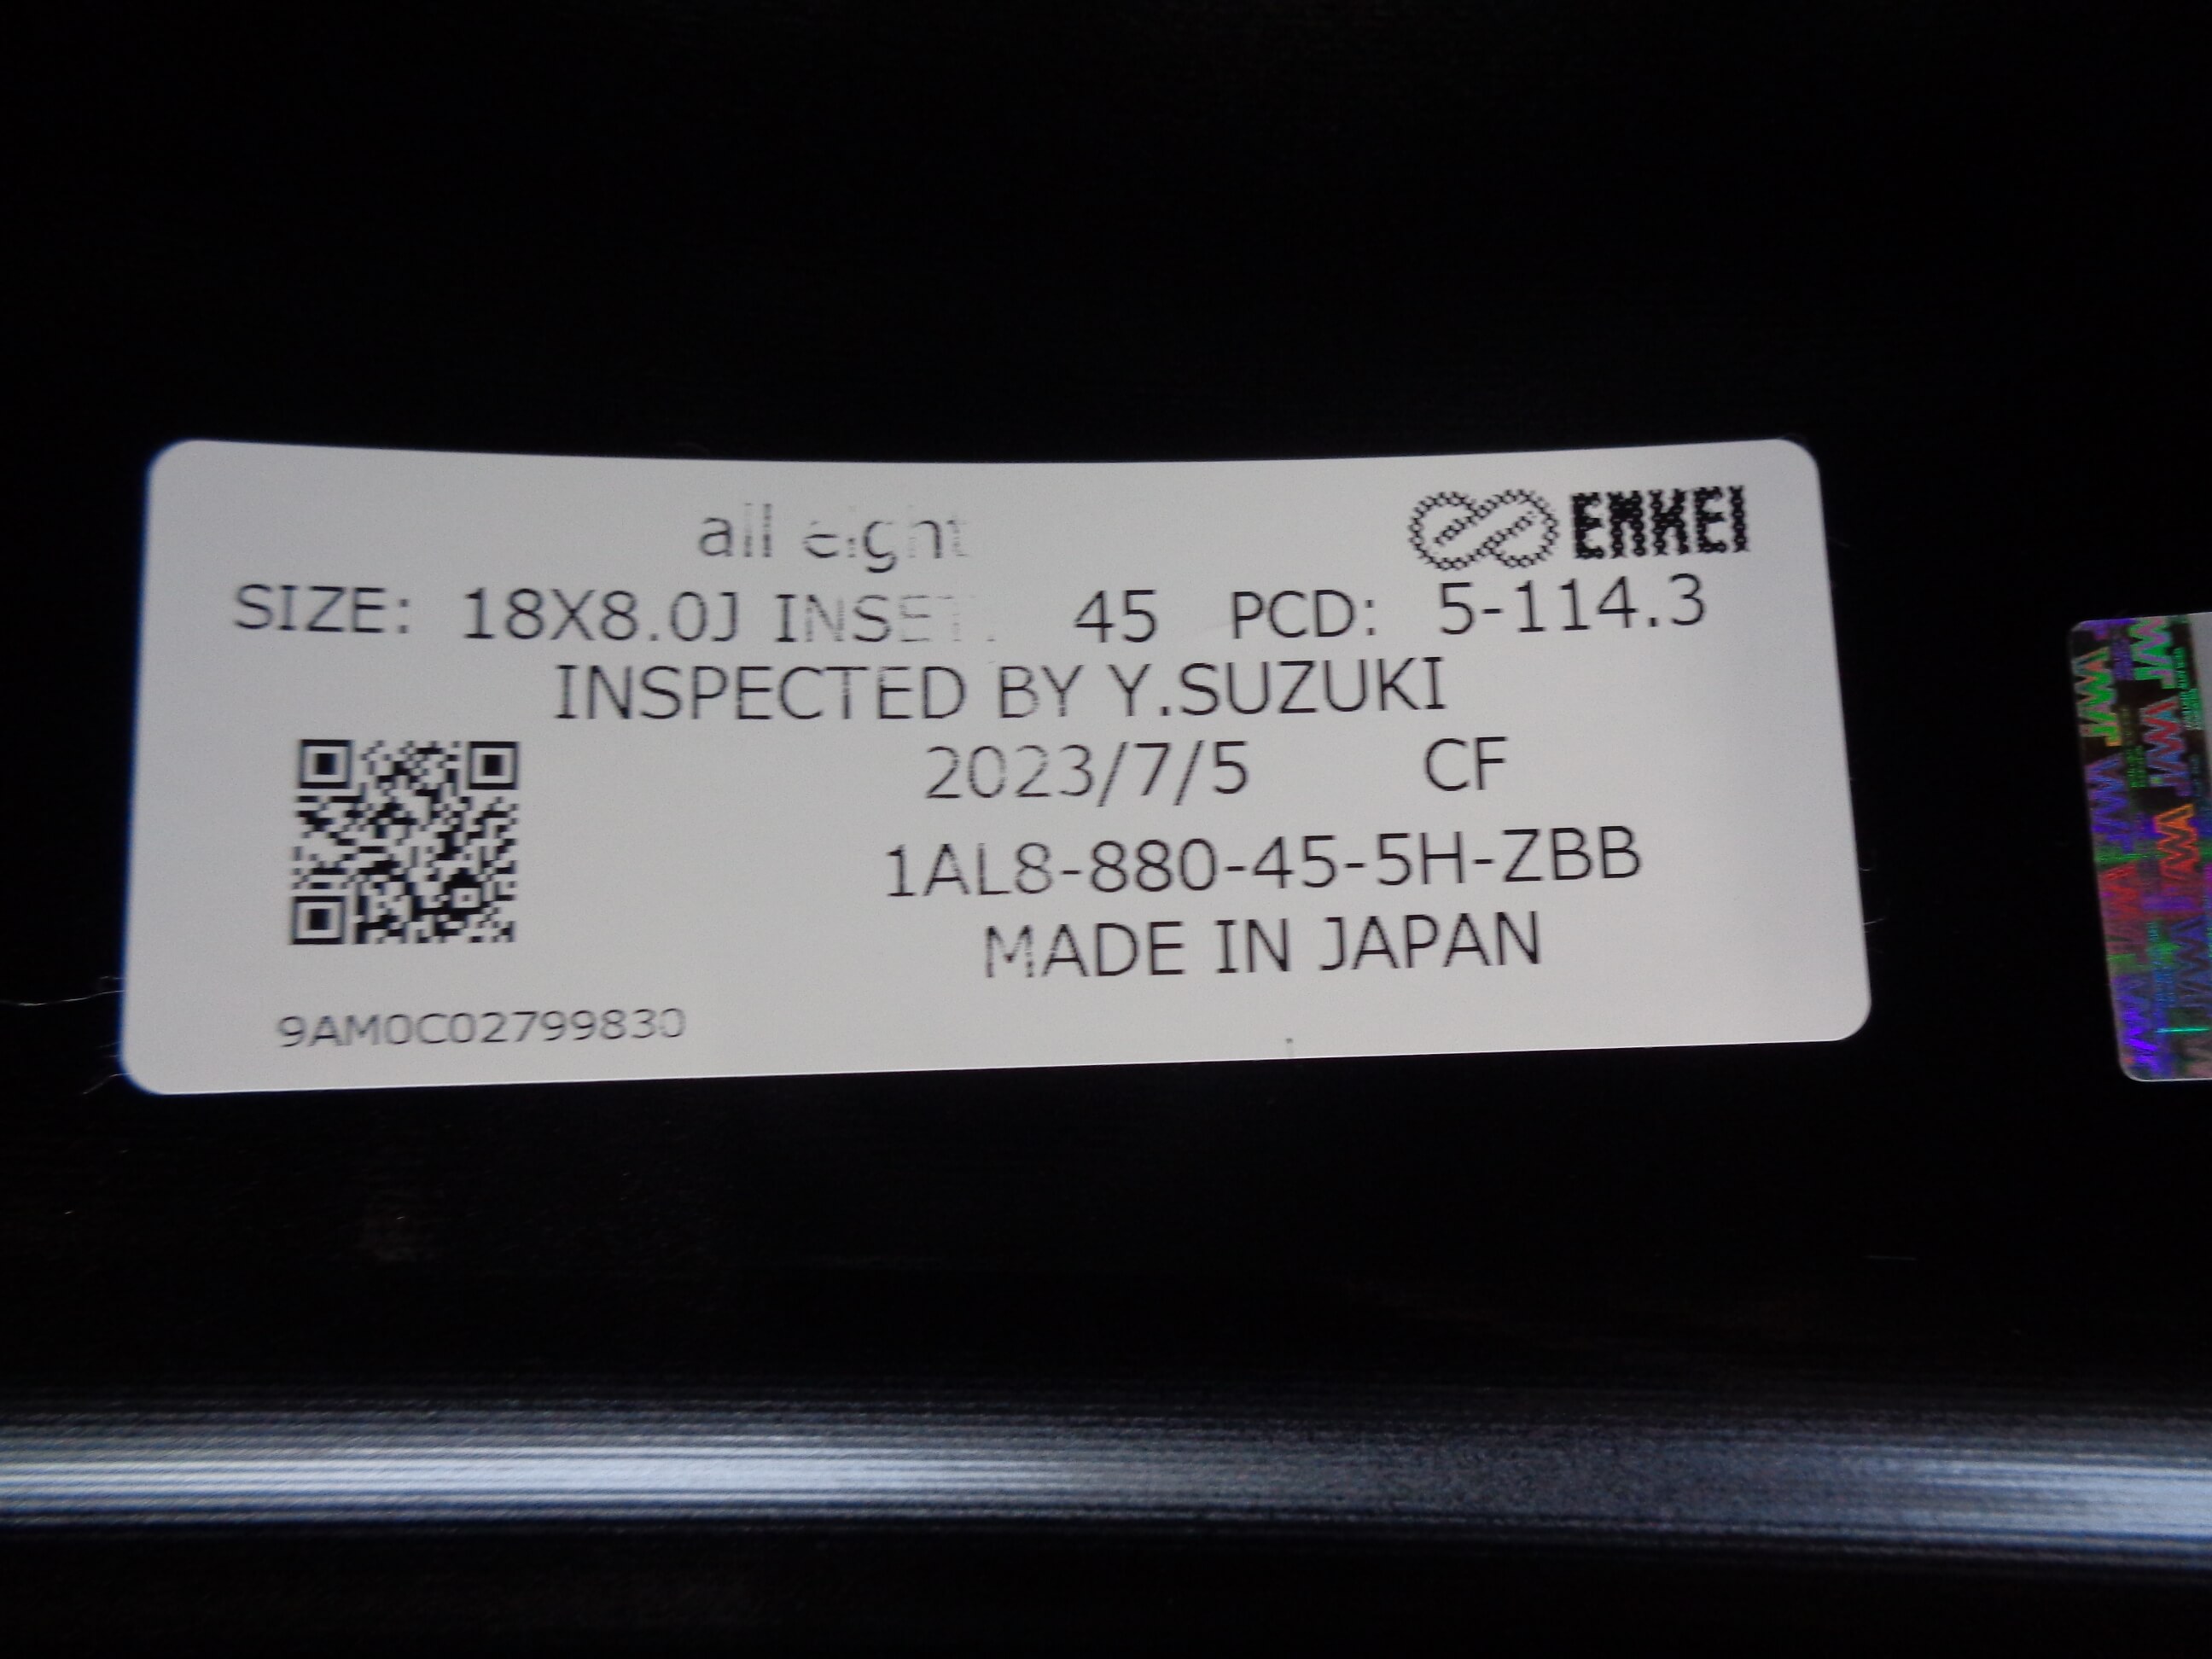 all eight
ENKEI
SIZE: 18X8.0J INSET: 45 PCD: 5-114.3
INSPECTED BY Y.SUZUKI
2023/7/5 CF
1AL8-880-45-5H-ZBB
MADE IN JAPAN
9AM0C02799830